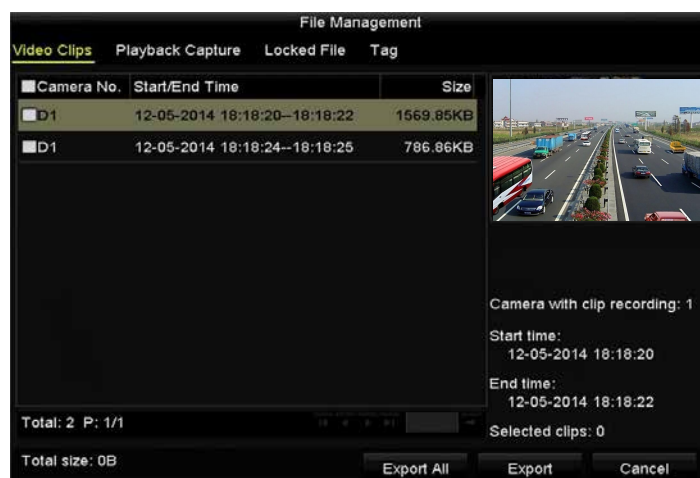 File Management
Video Clips Playback Capture Locked File Tag
Camera No. Start/End Time Size
D1 12-05-2014 18:18:20--18:18:22 1569.85KB
D1 12-05-2014 18:18:24--18:18:25 786.86KB
Camera with clip recording: 1
Start time:
12-05-2014 18:18:20
End time:
12-05-2014 18:18:22
Selected clips: 0
Total: 2 P: 1/1
Total size: 0B
Export All Export Cancel